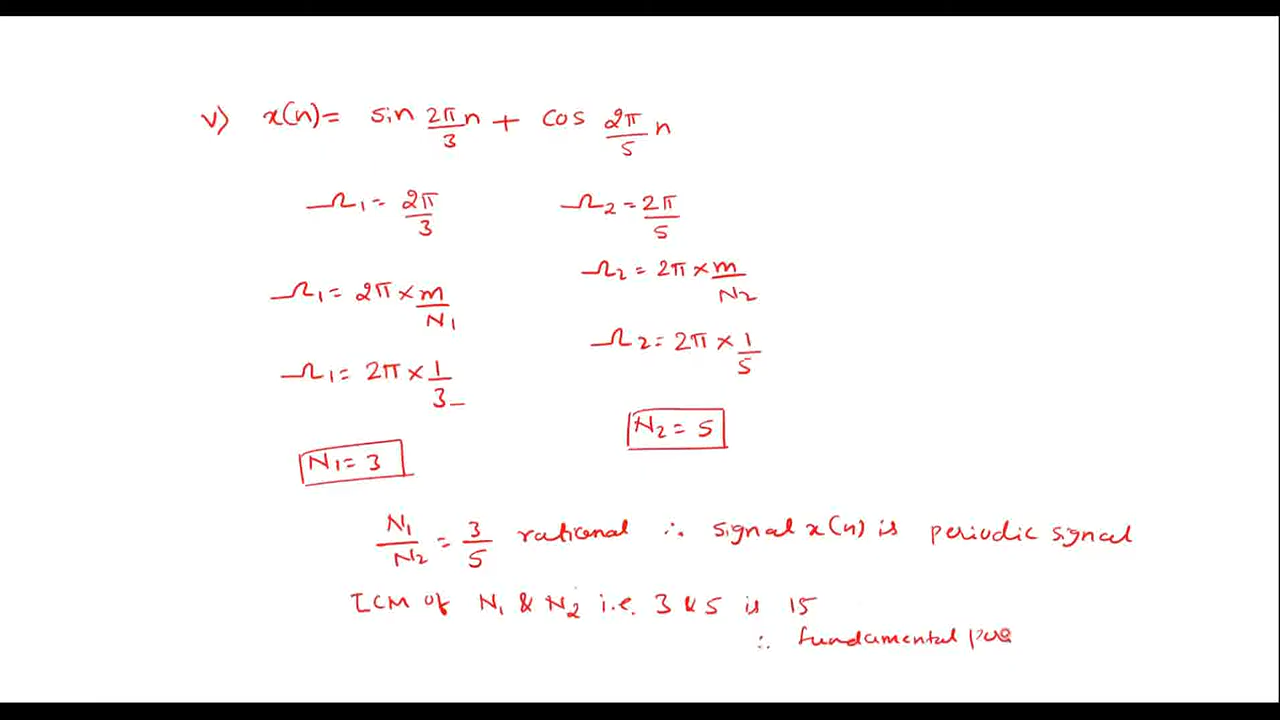 v) x(n) = sin 2π/3 n + cos 2π/5 n
Ω1 = 2π/3
Ω2 = 2π/5
Ω1 = 2π × m/N1
Ω2 = 2π × m/N2
Ω1 = 2π × 1/3
Ω2 = 2π × 1/5
N1 = 3
N2 = 5
N1/N2 = 3/5 rational ∴ signal x(n) is periodic signal
LCM of N1 & N2 i.e. 3 & 5 is 15
∴ fundamental